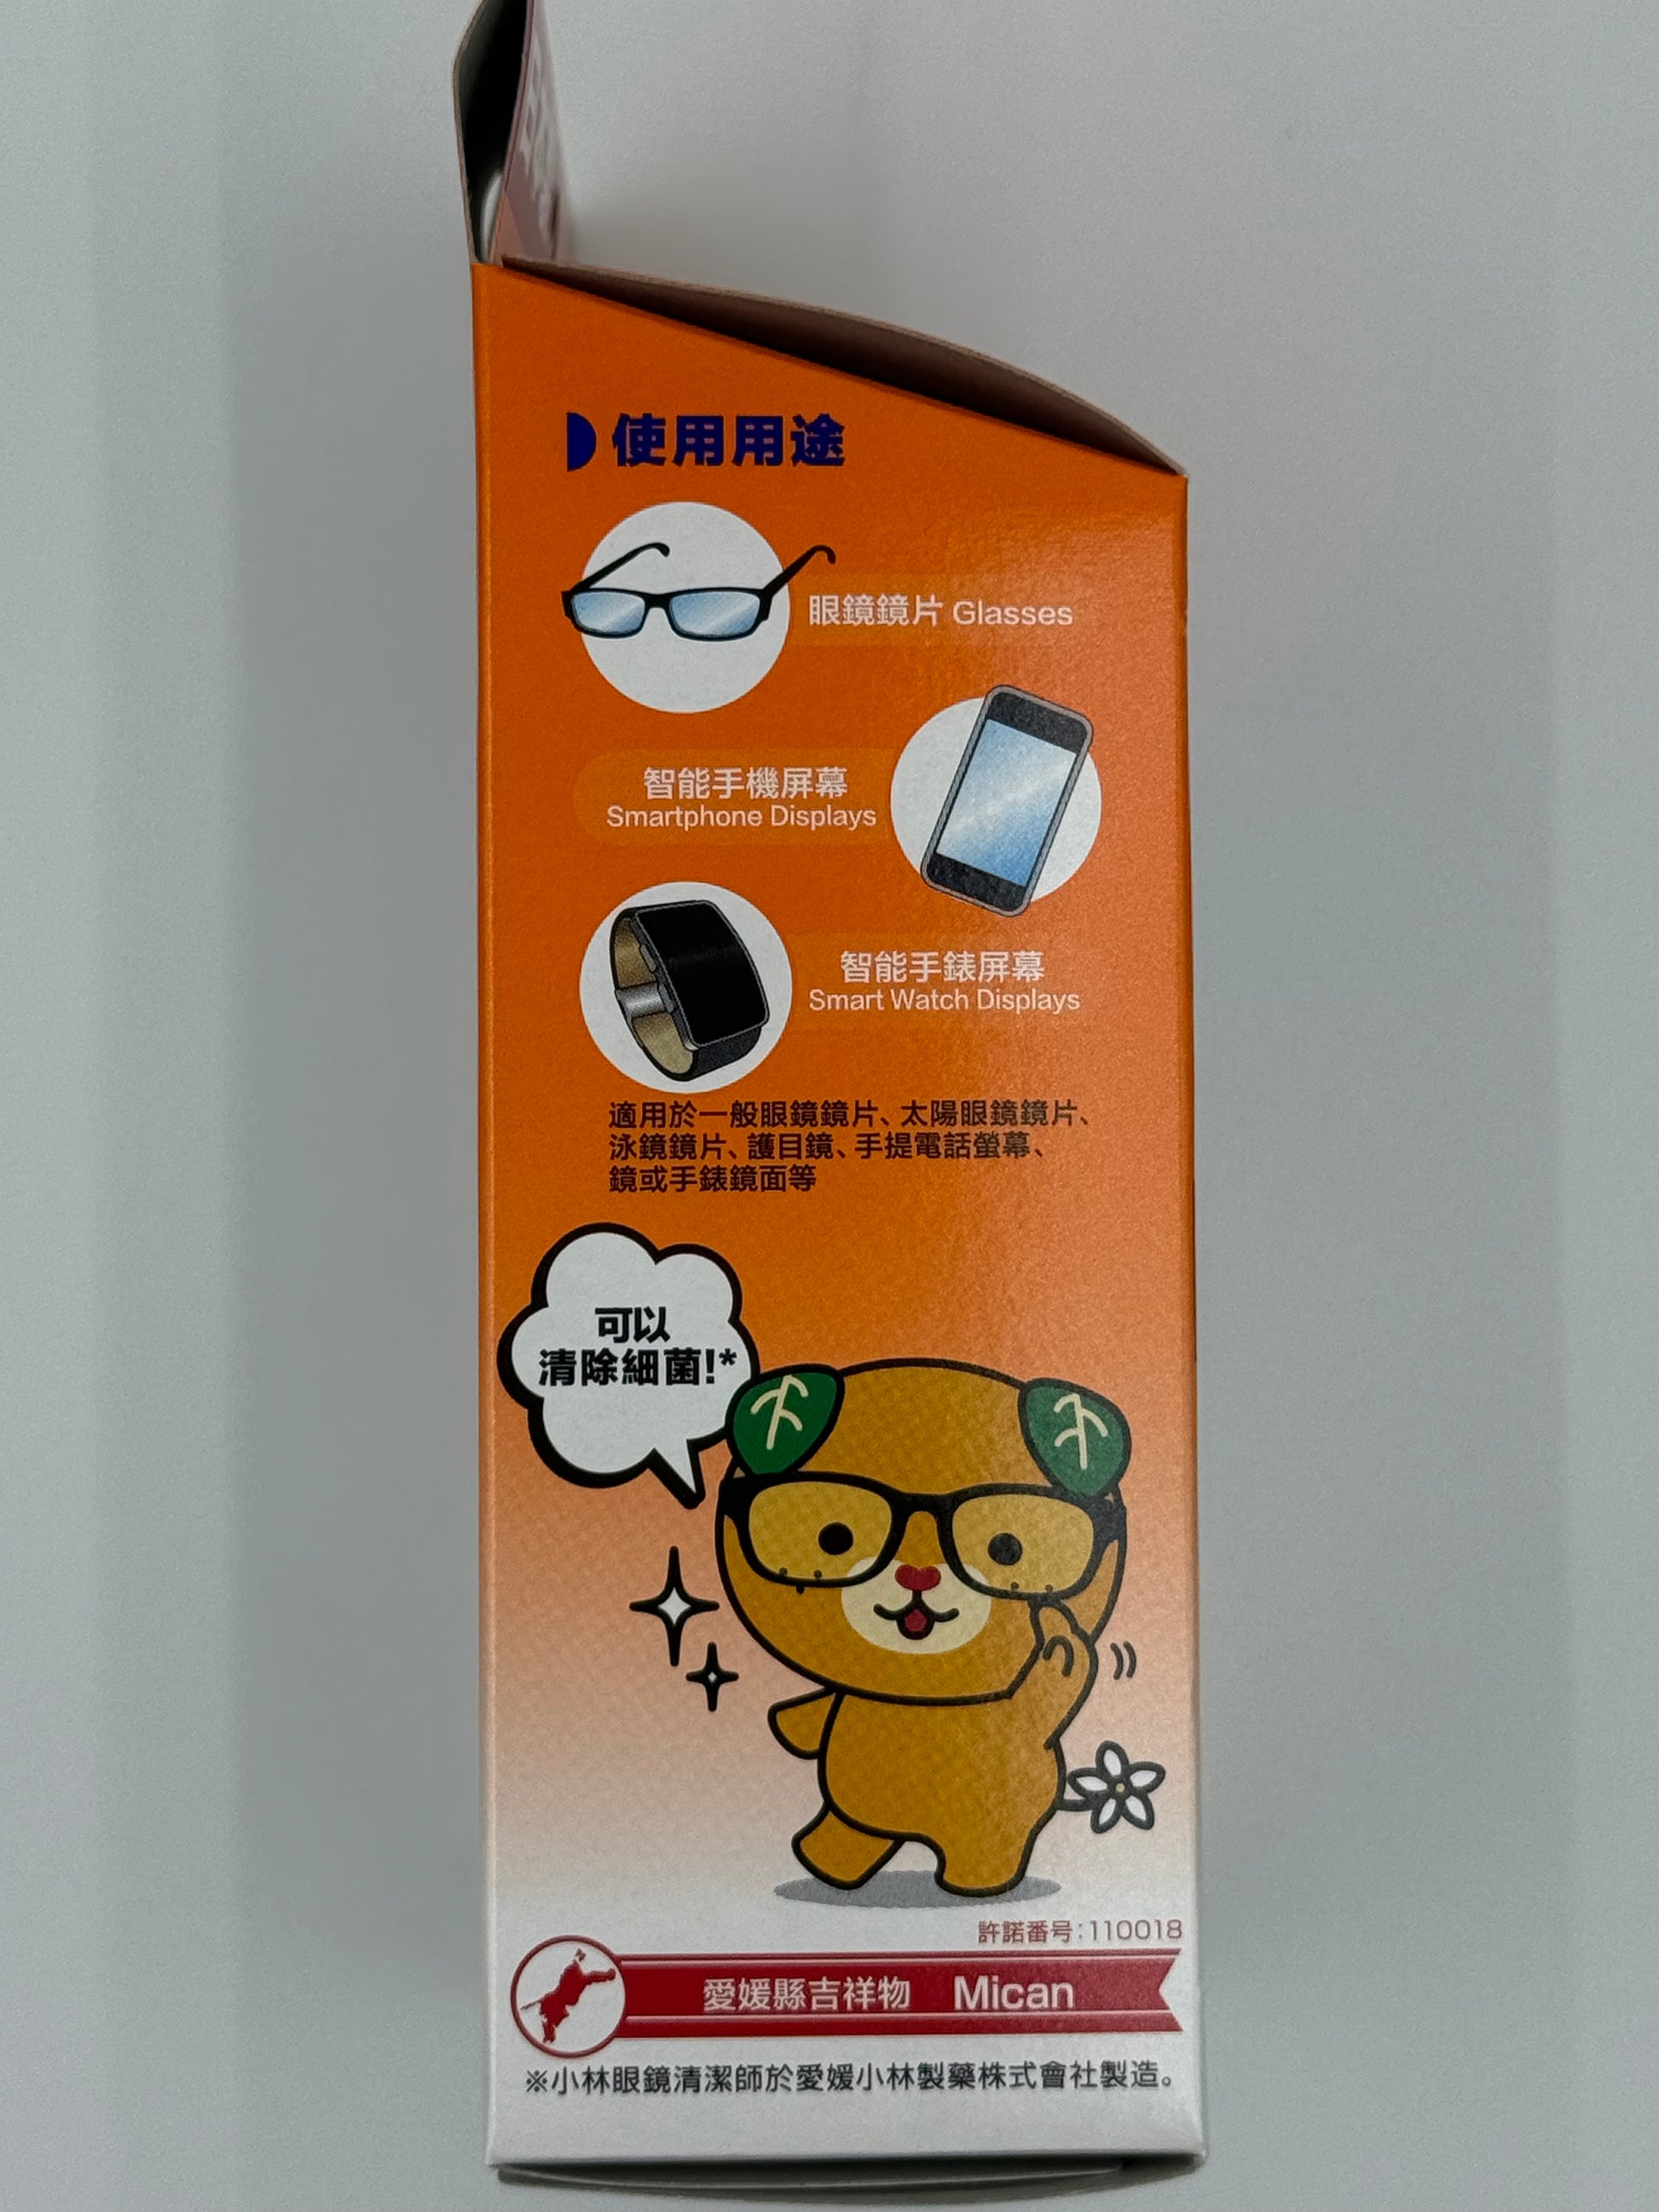 使用用途
眼鏡鏡片 Glasses
智能手機屏幕
Smartphone Displays
智能手錶屏幕
Smart Watch Displays
適用於一般眼鏡鏡片、太陽眼鏡鏡片、
泳鏡鏡片、護目鏡、手提電話螢幕、
鏡或手錶鏡面等
可以
清除細菌!*
許諾番号:110018
愛媛縣吉祥物 Mican
※小林眼鏡清潔師於愛媛小林製藥株式會社製造。